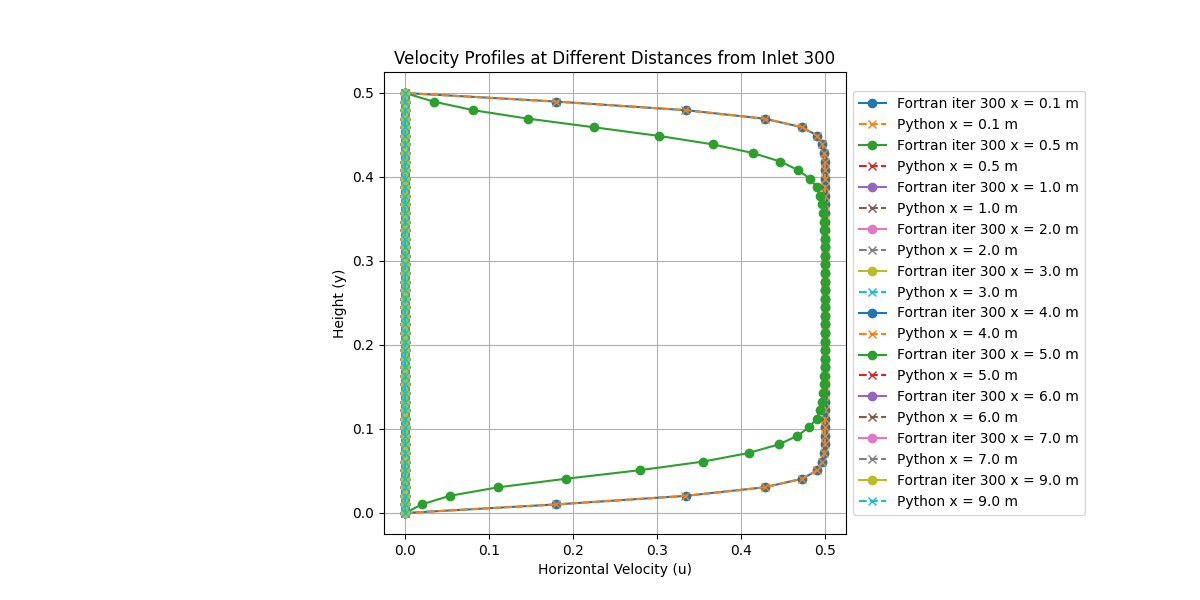 Velocity Profiles at Different Distances from Inlet 300
0.5
0.4
0.3
0.2
0.1
0.0
Height (y)
0.0 0.1 0.2 0.3 0.4 0.5
Horizontal Velocity (u)
Fortran iter 300 x = 0.1 m
Python x = 0.1 m
Fortran iter 300 x = 0.5 m
Python x = 0.5 m
Fortran iter 300 x = 1.0 m
Python x = 1.0 m
Fortran iter 300 x = 2.0 m
Python x = 2.0 m
Fortran iter 300 x = 3.0 m
Python x = 3.0 m
Fortran iter 300 x = 4.0 m
Python x = 4.0 m
Fortran iter 300 x = 5.0 m
Python x = 5.0 m
Fortran iter 300 x = 6.0 m
Python x = 6.0 m
Fortran iter 300 x = 7.0 m
Python x = 7.0 m
Fortran iter 300 x = 9.0 m
Python x = 9.0 m